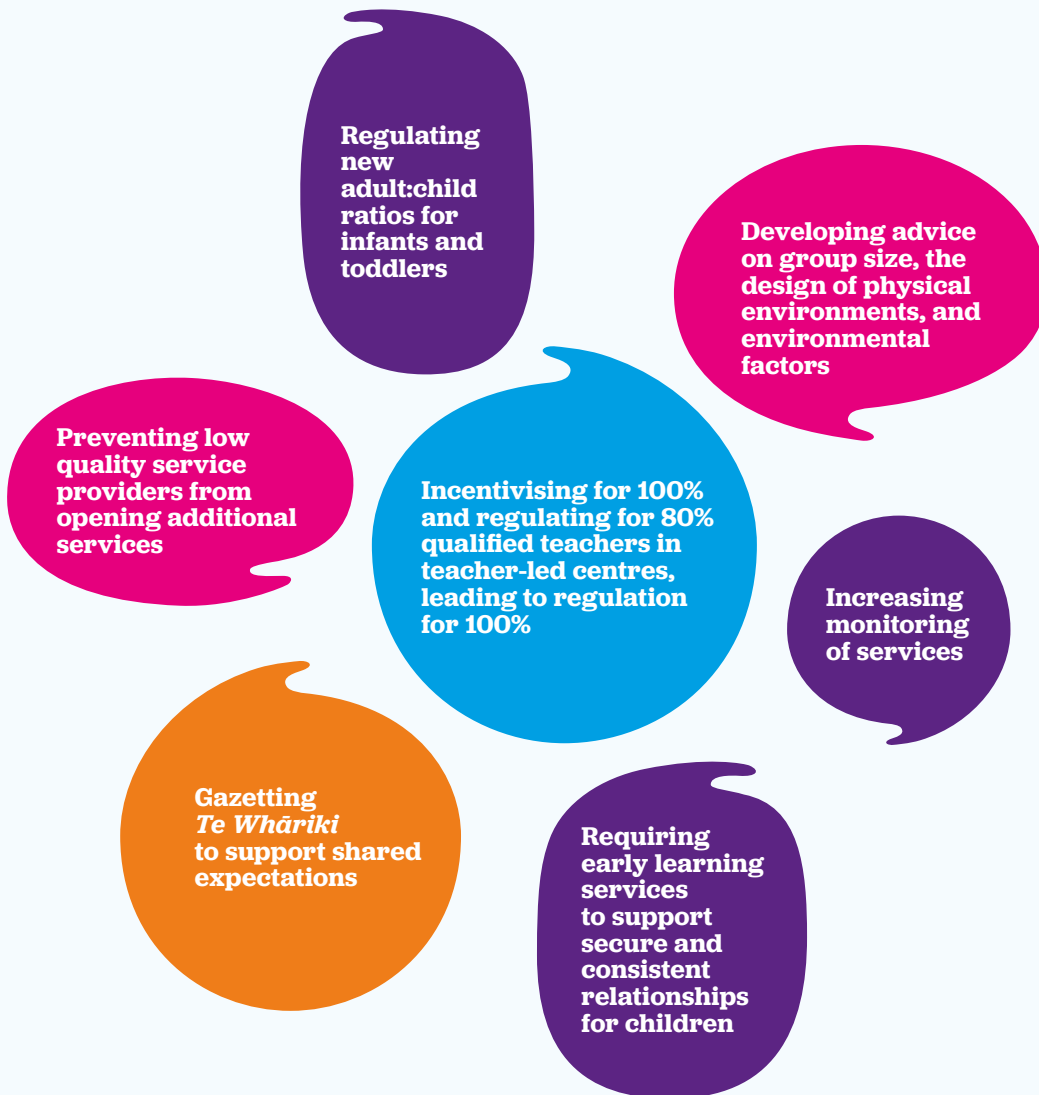 Regulating
new
adult:child
ratios for
infants and
toddlers
Developing advice
on group size, the
design of physical
environments, and
environmental
factors
Preventing low
quality service
providers from
opening additional
services
Incentivising for 100%
and regulating for 80%
qualified teachers in
teacher-led centres,
leading to regulation
for 100%
Increasing
monitoring
of services
Gazetting
Te Whāriki
to support shared
expectations
Requiring
early learning
services
to support
secure and
consistent
relationships
for children